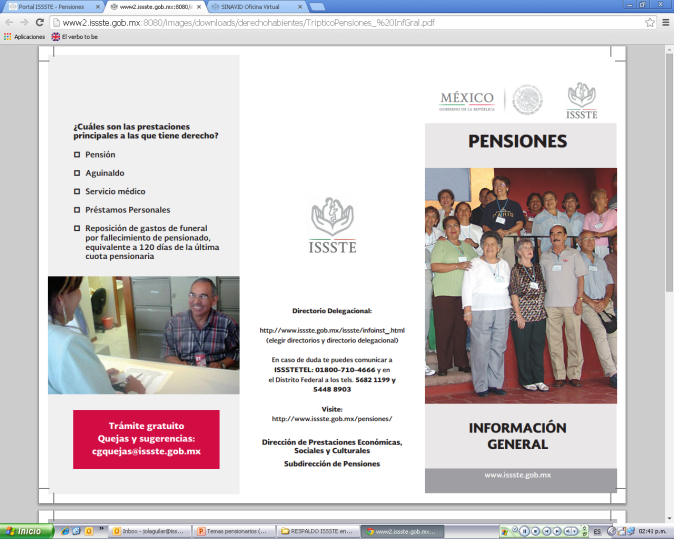 Portal ISSSTE - Pensiones
www2.issste.gob.mx:8080/i
SINAVID Oficina Virtual
www2.issste.gob.mx:8080/images/downloads/derechohabientes/TripticoPensiones_%20InfGral.pdf
Aplicaciones
El verbo to be
¿Cuáles son las prestaciones
principales a las que tiene derecho?
Pensión
Aguinaldo
Servicio médico
Préstamos Personales
Reposición de gastos de funeral
por fallecimiento de pensionado,
equivalente a 120 días de la última
cuota pensionaria
Trámite gratuito
Quejas y sugerencias:
cgquejas@issste.gob.mx
ISSSTE
Directorio Delegacional:
http://www.issste.gob.mx/issste/infoinst_.html
(elegir directorios y directorio delegacional)
En caso de duda te puedes comunicar a
ISSSTETEL: 01800-710-4666 y en
el Distrito Federal a los tels. 5682 1199 y
5448 8903
Visite:
http://www.issste.gob.mx/pensiones/
Dirección de Prestaciones Económicas,
Sociales y Culturales
Subdirección de Pensiones
MÉXICO
GOBIERNO DE LA REPÚBLICA
ISSSTE
PENSIONES
INFORMACIÓN
GENERAL
www.issste.gob.mx
Inicio
Inbox - jolaguilar@iss...
Temas pensionarios (...
RESPALDO ISSSTE en...
www2.issste.gob.mx...
ES
02:41 p.m.